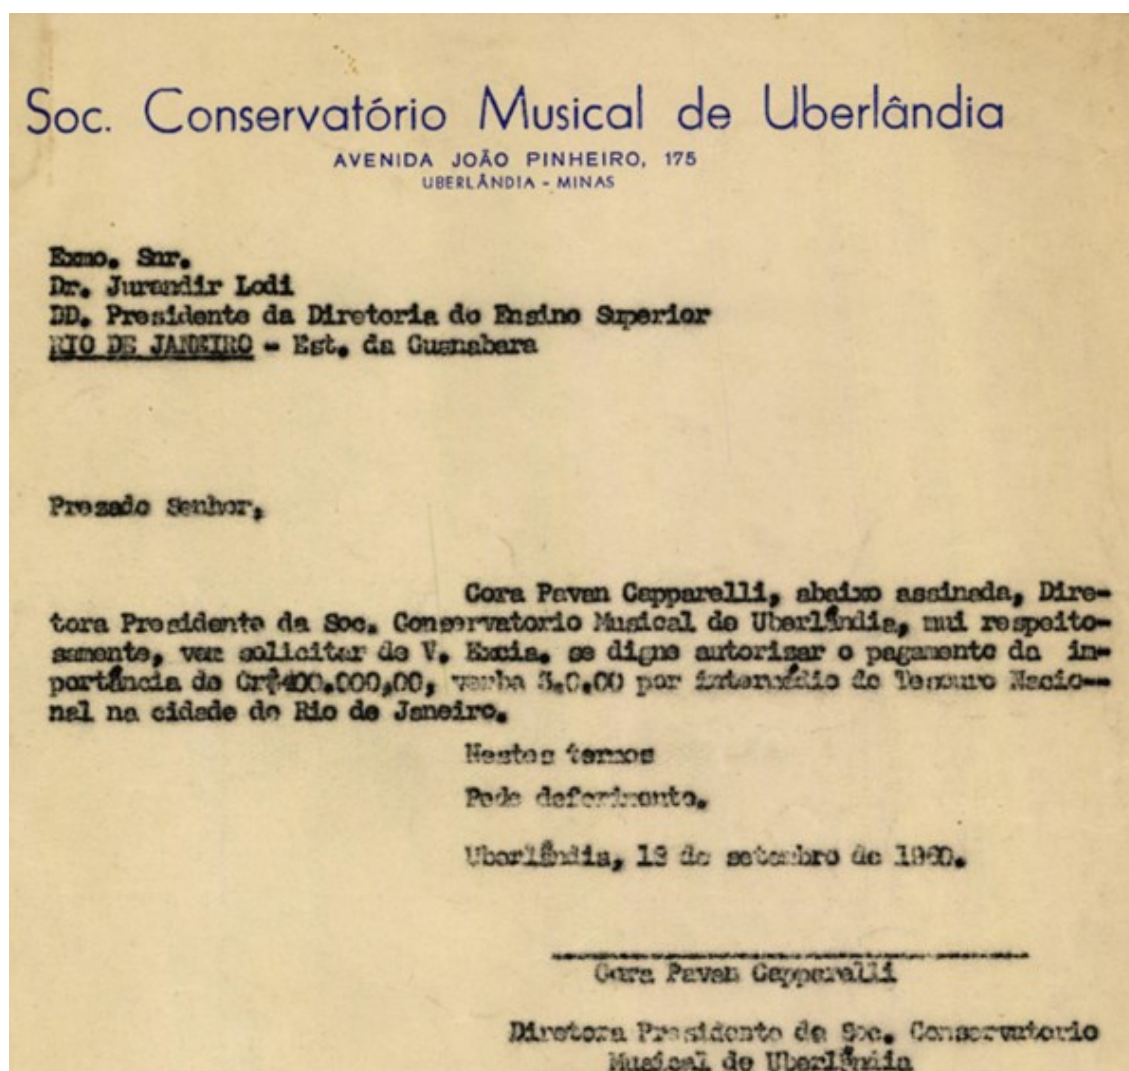 Soc. Conservatório Musical de Uberlândia
AVENIDA JOÃO PINHEIRO, 175
UBERLÂNDIA - MINAS
Exmo. Snr.
Dr. Jurandir Lodi
DD. Presidente da Diretoria do Ensino Superior
RIO DE JANEIRO - Est. da Guanabara
Prezado Senhor,
Cora Pavan Capparelli, abaixo assinada, Dire-
tora Presidente da Soc. Conservatorio Musical de Uberlândia, mui respeito-
samente, vem solicitar de V. Excia. se digne autorizar o pagamento da im-
portância de Cr$400.000,00, verba por intermédio do Tesouro Nacio-
nal na cidade do Rio de Janeiro.
Nestes termos
Pede deferimento.
Uberlândia, de setembro de 1960.
Cora Pavan Capparelli
Diretora Presidente da Soc. Conservatorio
Musical de Uberlândia